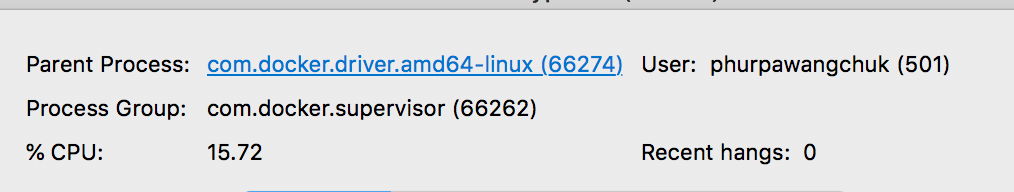 Parent Process: com.docker.driver.amd64-linux (66274) User: phurpawangchuk (501)
Process Group: com.docker.supervisor (66262)
% CPU: 15.72 Recent hangs: 0